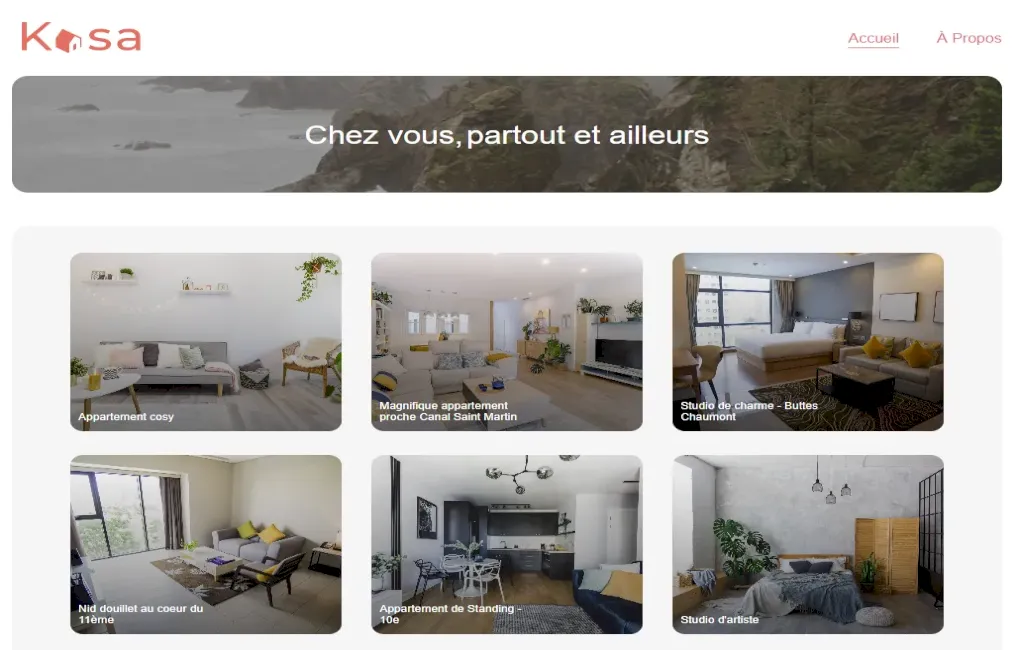 Kasa
Accueil
À Propos
Chez vous, partout et ailleurs
Appartement cosy
Magnifique appartement
proche Canal Saint Martin
Studio de charme - Buttes
Chaumont
Nid douillet au coeur du
11ème
Appartement de Standing -
10e
Studio d'artiste